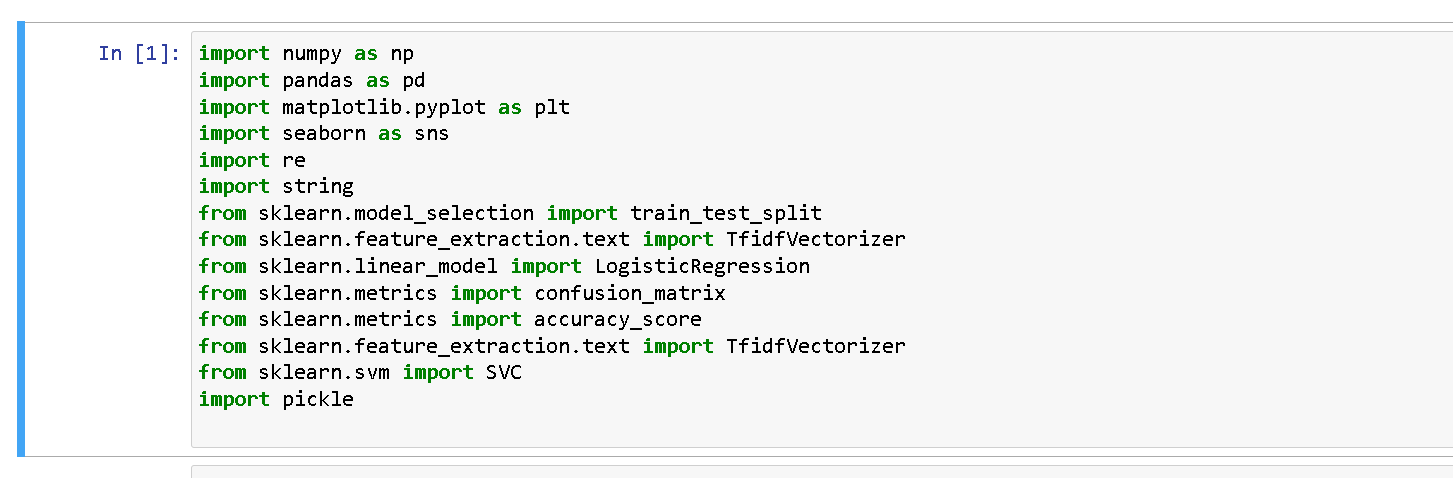 In [1]: import numpy as np
import pandas as pd
import matplotlib.pyplot as plt
import seaborn as sns
import re
import string
from sklearn.model_selection import train_test_split
from sklearn.feature_extraction.text import TfidfVectorizer
from sklearn.linear_model import LogisticRegression
from sklearn.metrics import confusion_matrix
from sklearn.metrics import accuracy_score
from sklearn.feature_extraction.text import TfidfVectorizer
from sklearn.svm import SVC
import pickle